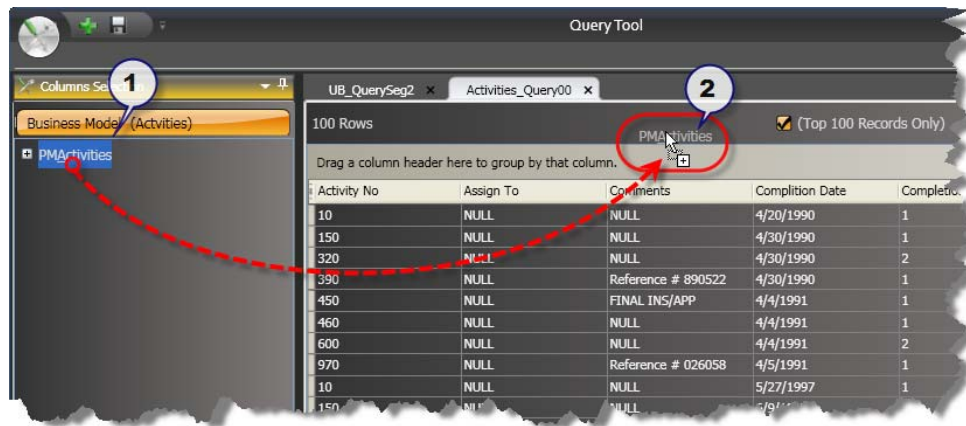 Query Tool
Columns Se
1
Business Model (Actvities)
PMActivities
UB_QuerySeg2 × Activities_Query00 ×
2
100 Rows
PMActivities
(Top 100 Records Only)
Drag a column header here to group by that column.
Activity No Assign To Comments Complition Date Completio
10 NULL NULL 4/20/1990 1
150 NULL NULL 4/30/1990 1
320 NULL NULL 4/30/1990 2
390 NULL Reference # 890522 4/30/1990 1
450 NULL FINAL INS/APP 4/4/1991 1
460 NULL NULL 4/4/1991 1
600 NULL NULL 4/4/1991 2
970 NULL Reference # 026058 4/5/1991 1
10 NULL NULL 5/27/1997 1
150 NULL NULL